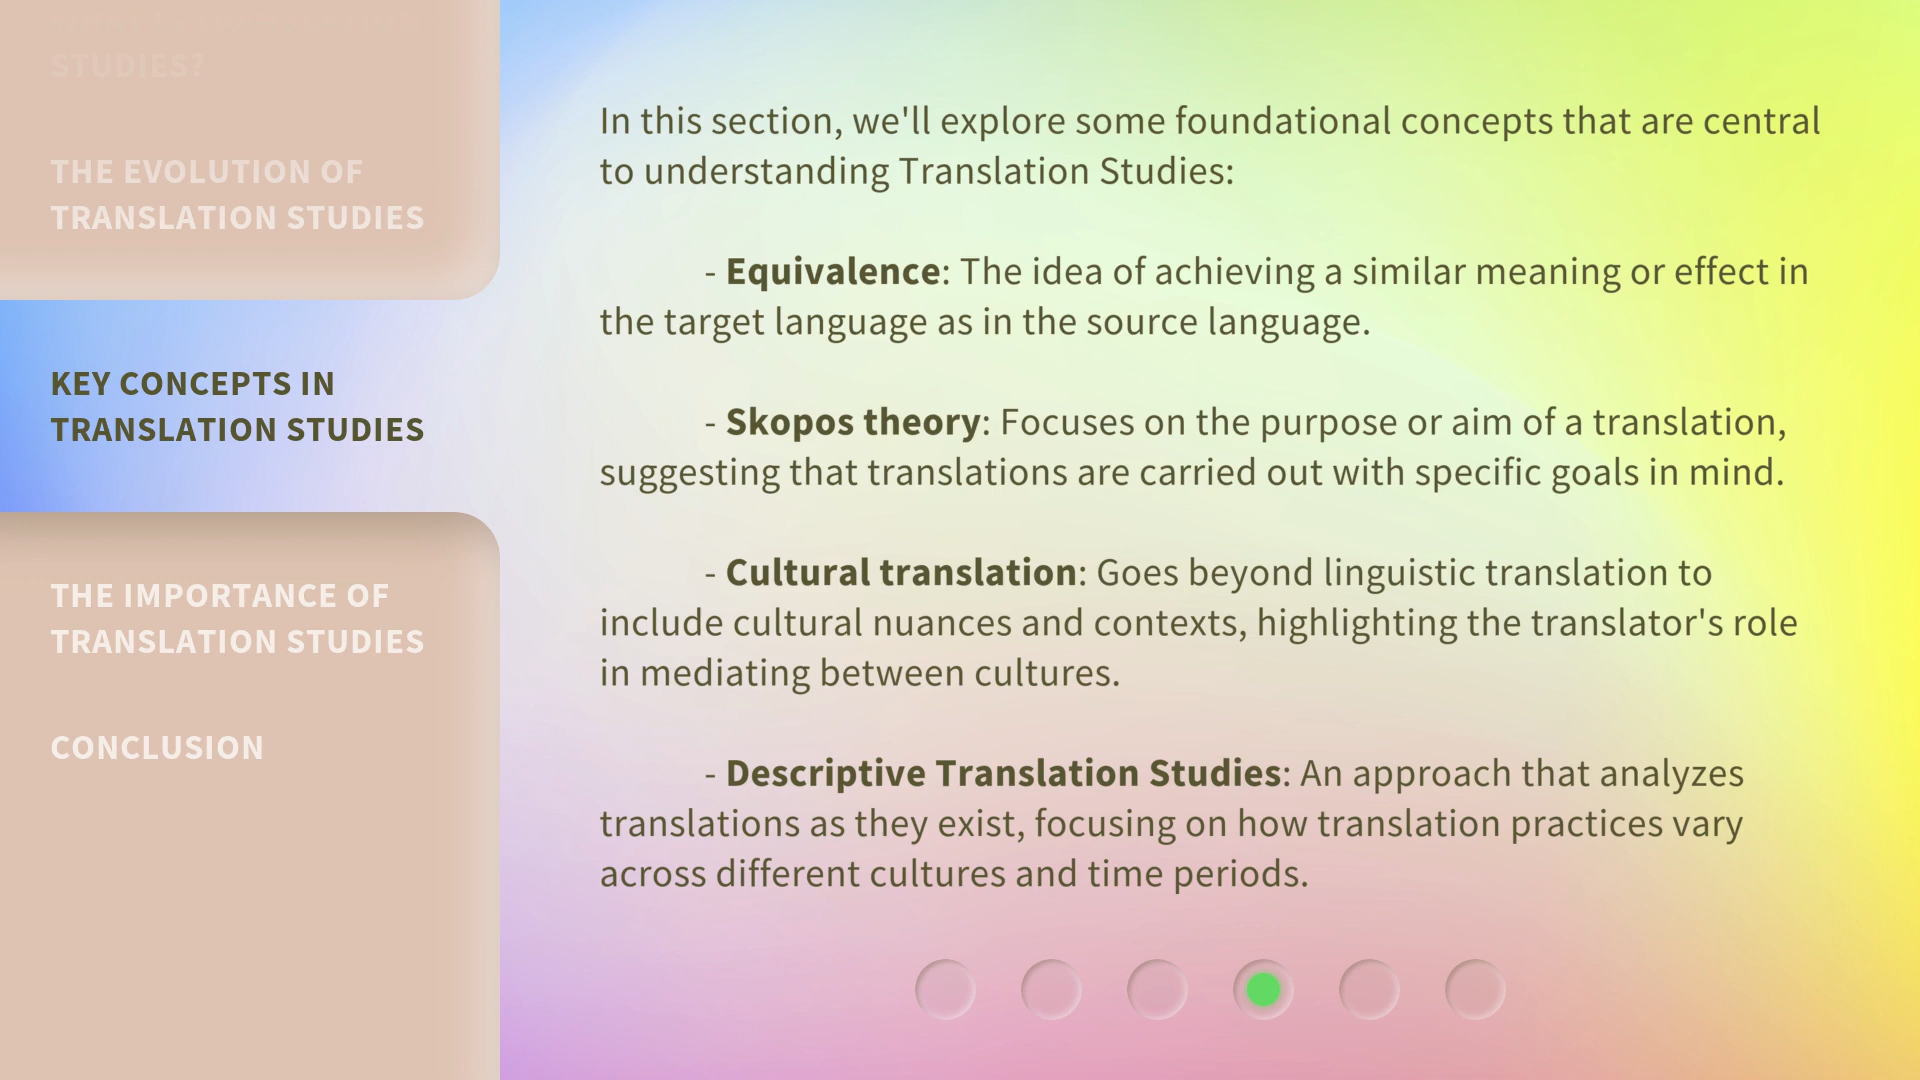 STUDIES?
THE EVOLUTION OF
TRANSLATION STUDIES
KEY CONCEPTS IN
TRANSLATION STUDIES
THE IMPORTANCE OF
TRANSLATION STUDIES
CONCLUSION
In this section, we'll explore some foundational concepts that are central
to understanding Translation Studies:
- Equivalence: The idea of achieving a similar meaning or effect in
the target language as in the source language.
- Skopos theory: Focuses on the purpose or aim of a translation,
suggesting that translations are carried out with specific goals in mind.
- Cultural translation: Goes beyond linguistic translation to
include cultural nuances and contexts, highlighting the translator's role
in mediating between cultures.
- Descriptive Translation Studies: An approach that analyzes
translations as they exist, focusing on how translation practices vary
across different cultures and time periods.